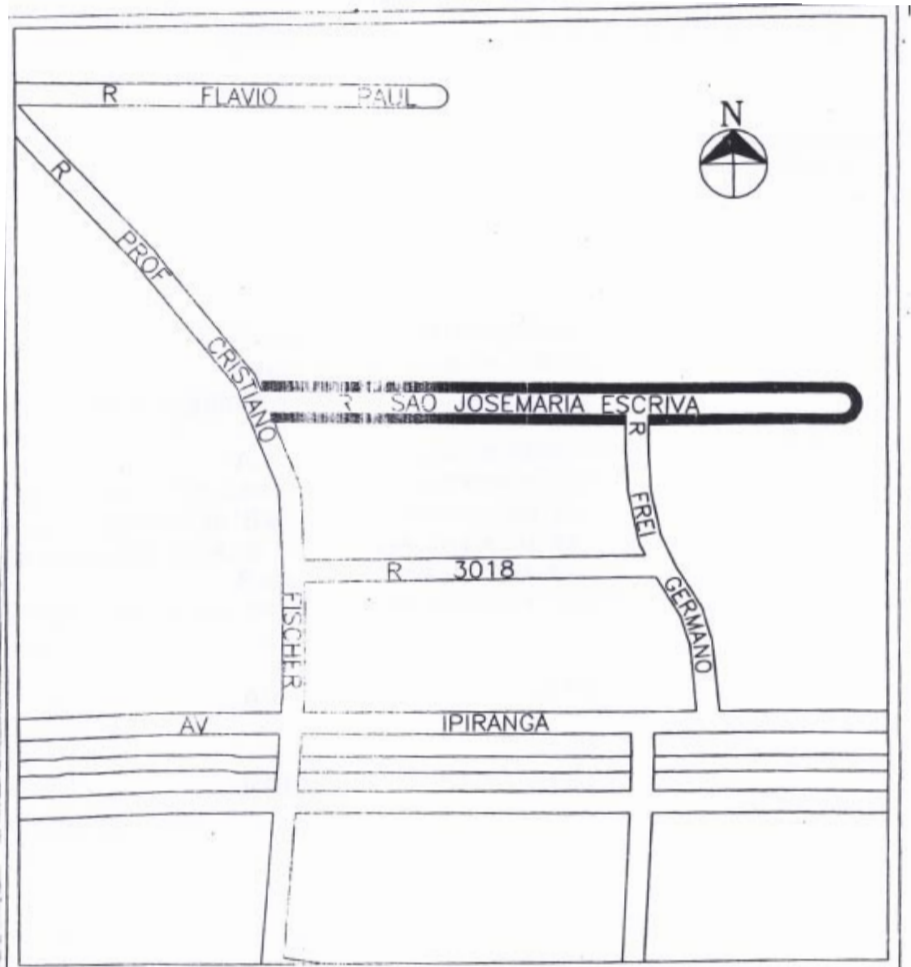 R FLAVIO PAUL
N
R PROF CRISTIANO FISCHER
R SAO JOSEMARIA ESCRIVA
R FREI GERMANO
R 3018
AV IPIRANGA